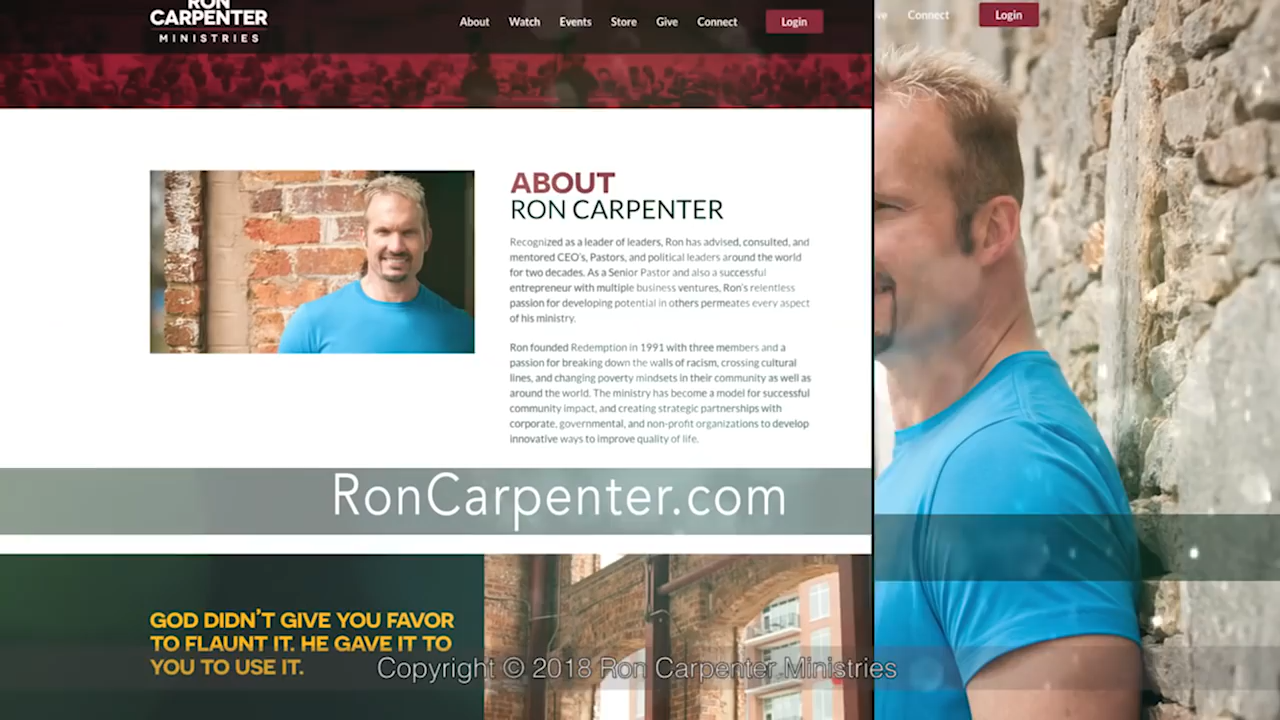 RON
CARPENTER
MINISTRIES
About Watch Events Store Give Connect Login
Connect Login
ABOUT
RON CARPENTER
Recognized as a leader of leaders, Ron has advised, consulted, and
mentored CEO's, Pastors, and political leaders around the world
for two decades. As a Senior Pastor and also a successful
entrepreneur with multiple business ventures, Ron's relentless
passion for developing potential in others permeates every aspect
of his ministry.
Ron founded Redemption in 1991 with three members and a
passion for breaking down the walls of racism, crossing cultural
lines, and changing poverty mindsets in their community as well as
around the world. The ministry has become a model for successful
community impact, and creating strategic partnerships with
corporate, governmental, and non-profit organizations to develop
innovative ways to improve quality of life.
RonCarpenter.com
GOD DIDN'T GIVE YOU FAVOR
TO FLAUNT IT. HE GAVE IT TO
YOU TO USE IT.
Copyright © 2018 Ron Carpenter Ministries